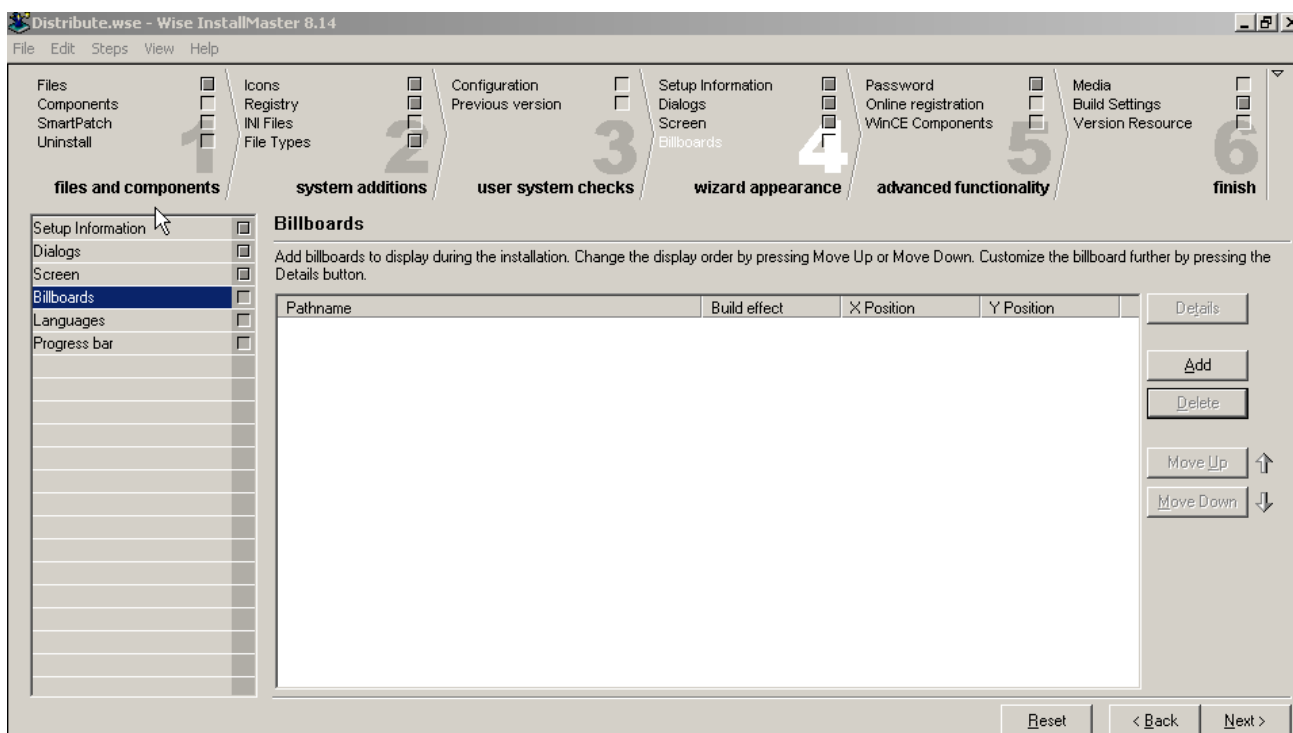 Distribute.wse - Wise InstallMaster 8.14
File Edit Steps View Help
Files
Components
SmartPatch
Uninstall
1
files and components
Icons
Registry
INI Files
File Types
2
system additions
Configuration
Previous version
3
user system checks
Setup Information
Dialogs
Screen
Billboards
4
wizard appearance
Password
Online registration
WinCE Components
5
advanced functionality
Media
Build Settings
Version Resource
6
finish
Setup Information
Dialogs
Screen
Billboards
Languages
Progress bar
Billboards
Add billboards to display during the installation. Change the display order by pressing Move Up or Move Down. Customize the billboard further by pressing the
Details button.
Pathname Build effect X Position Y Position
Details
Add
Delete
Move Up
Move Down
Reset < Back Next >